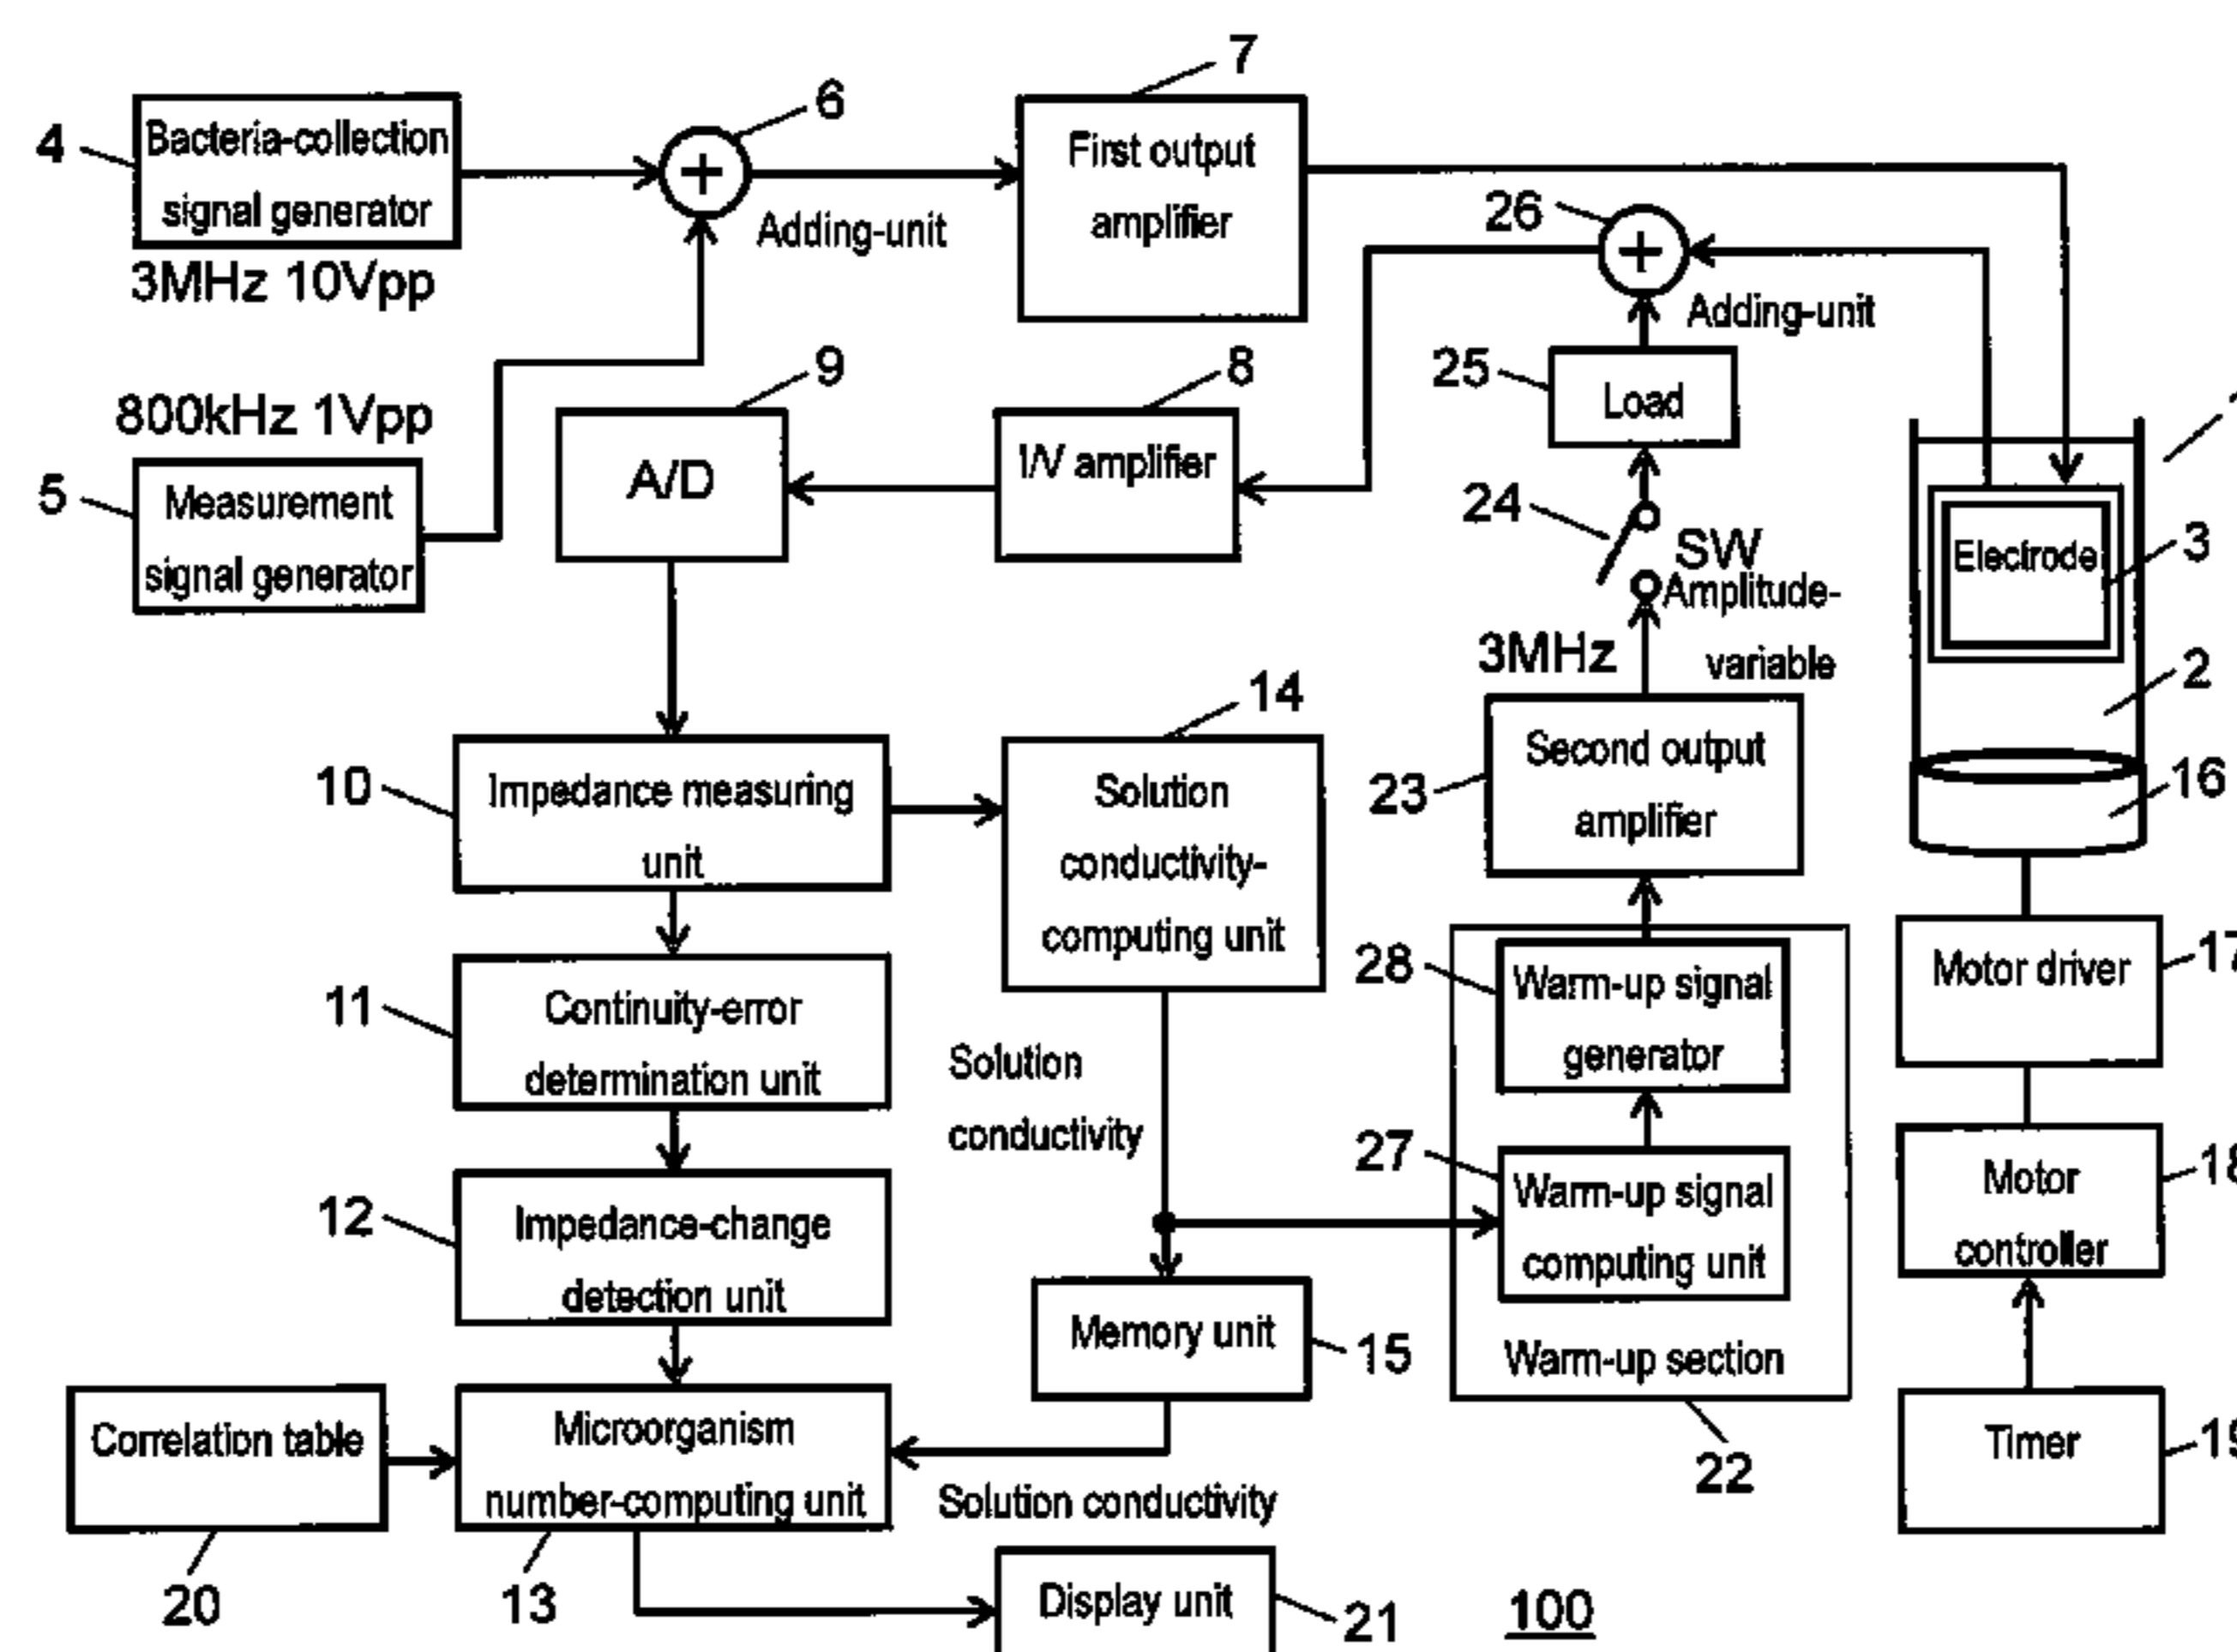 7
6
4
Bacteria-collection
signal generator
3MHz 10Vpp
+
Adding-unit
First output
amplifier
26
+
Adding-unit
25
Load
800kHz 1Vpp
5
Measurement
signal generator
9
A/D
8
I/V amplifier
24
SW
Amplitude-
variable
3MHz
Electrode
3
2
16
10
Impedance measuring
unit
14
Solution
conductivity-
computing unit
23
Second output
amplifier
Motor driver
17
11
Continuity-error
determination unit
Solution
conductivity
28
Warm-up signal
generator
27
Warm-up signal
computing unit
Warm-up section
22
Motor
controller
18
12
Impedance-change
detection unit
Memory unit
15
Timer
19
Correlation table
20
Microorganism
number-computing unit
13
Solution conductivity
Display unit
21
100